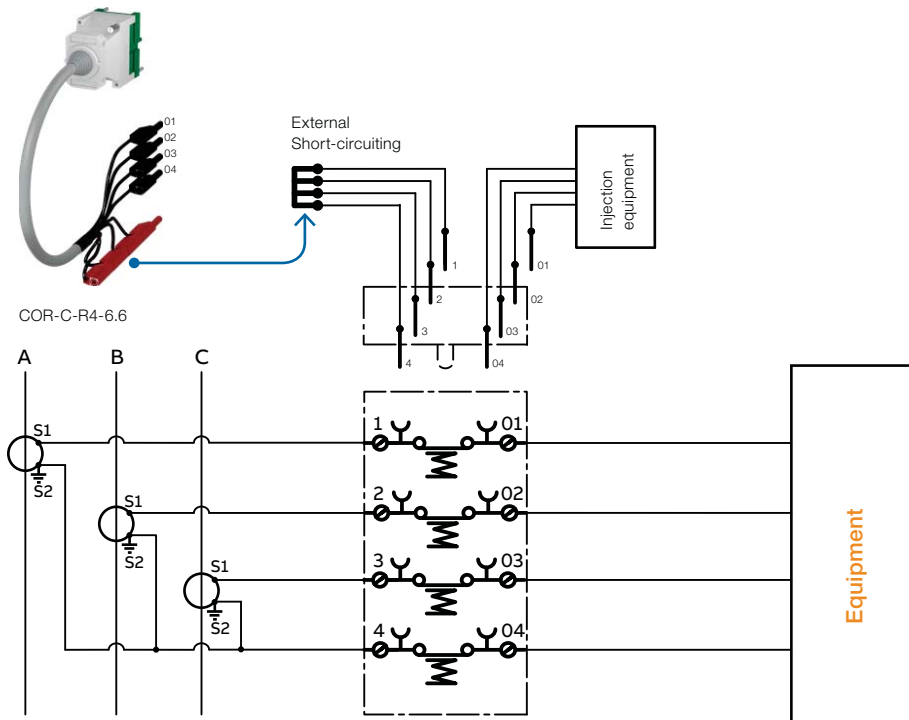 01
02
03
04
COR-C-R4-6.6
External
Short-circuiting
Injection
equipment
1
01
2
02
3
03
4
04
A
B
C
S1
S2
S1
S2
S1
S2
1
01
2
02
3
03
4
04
Equipment